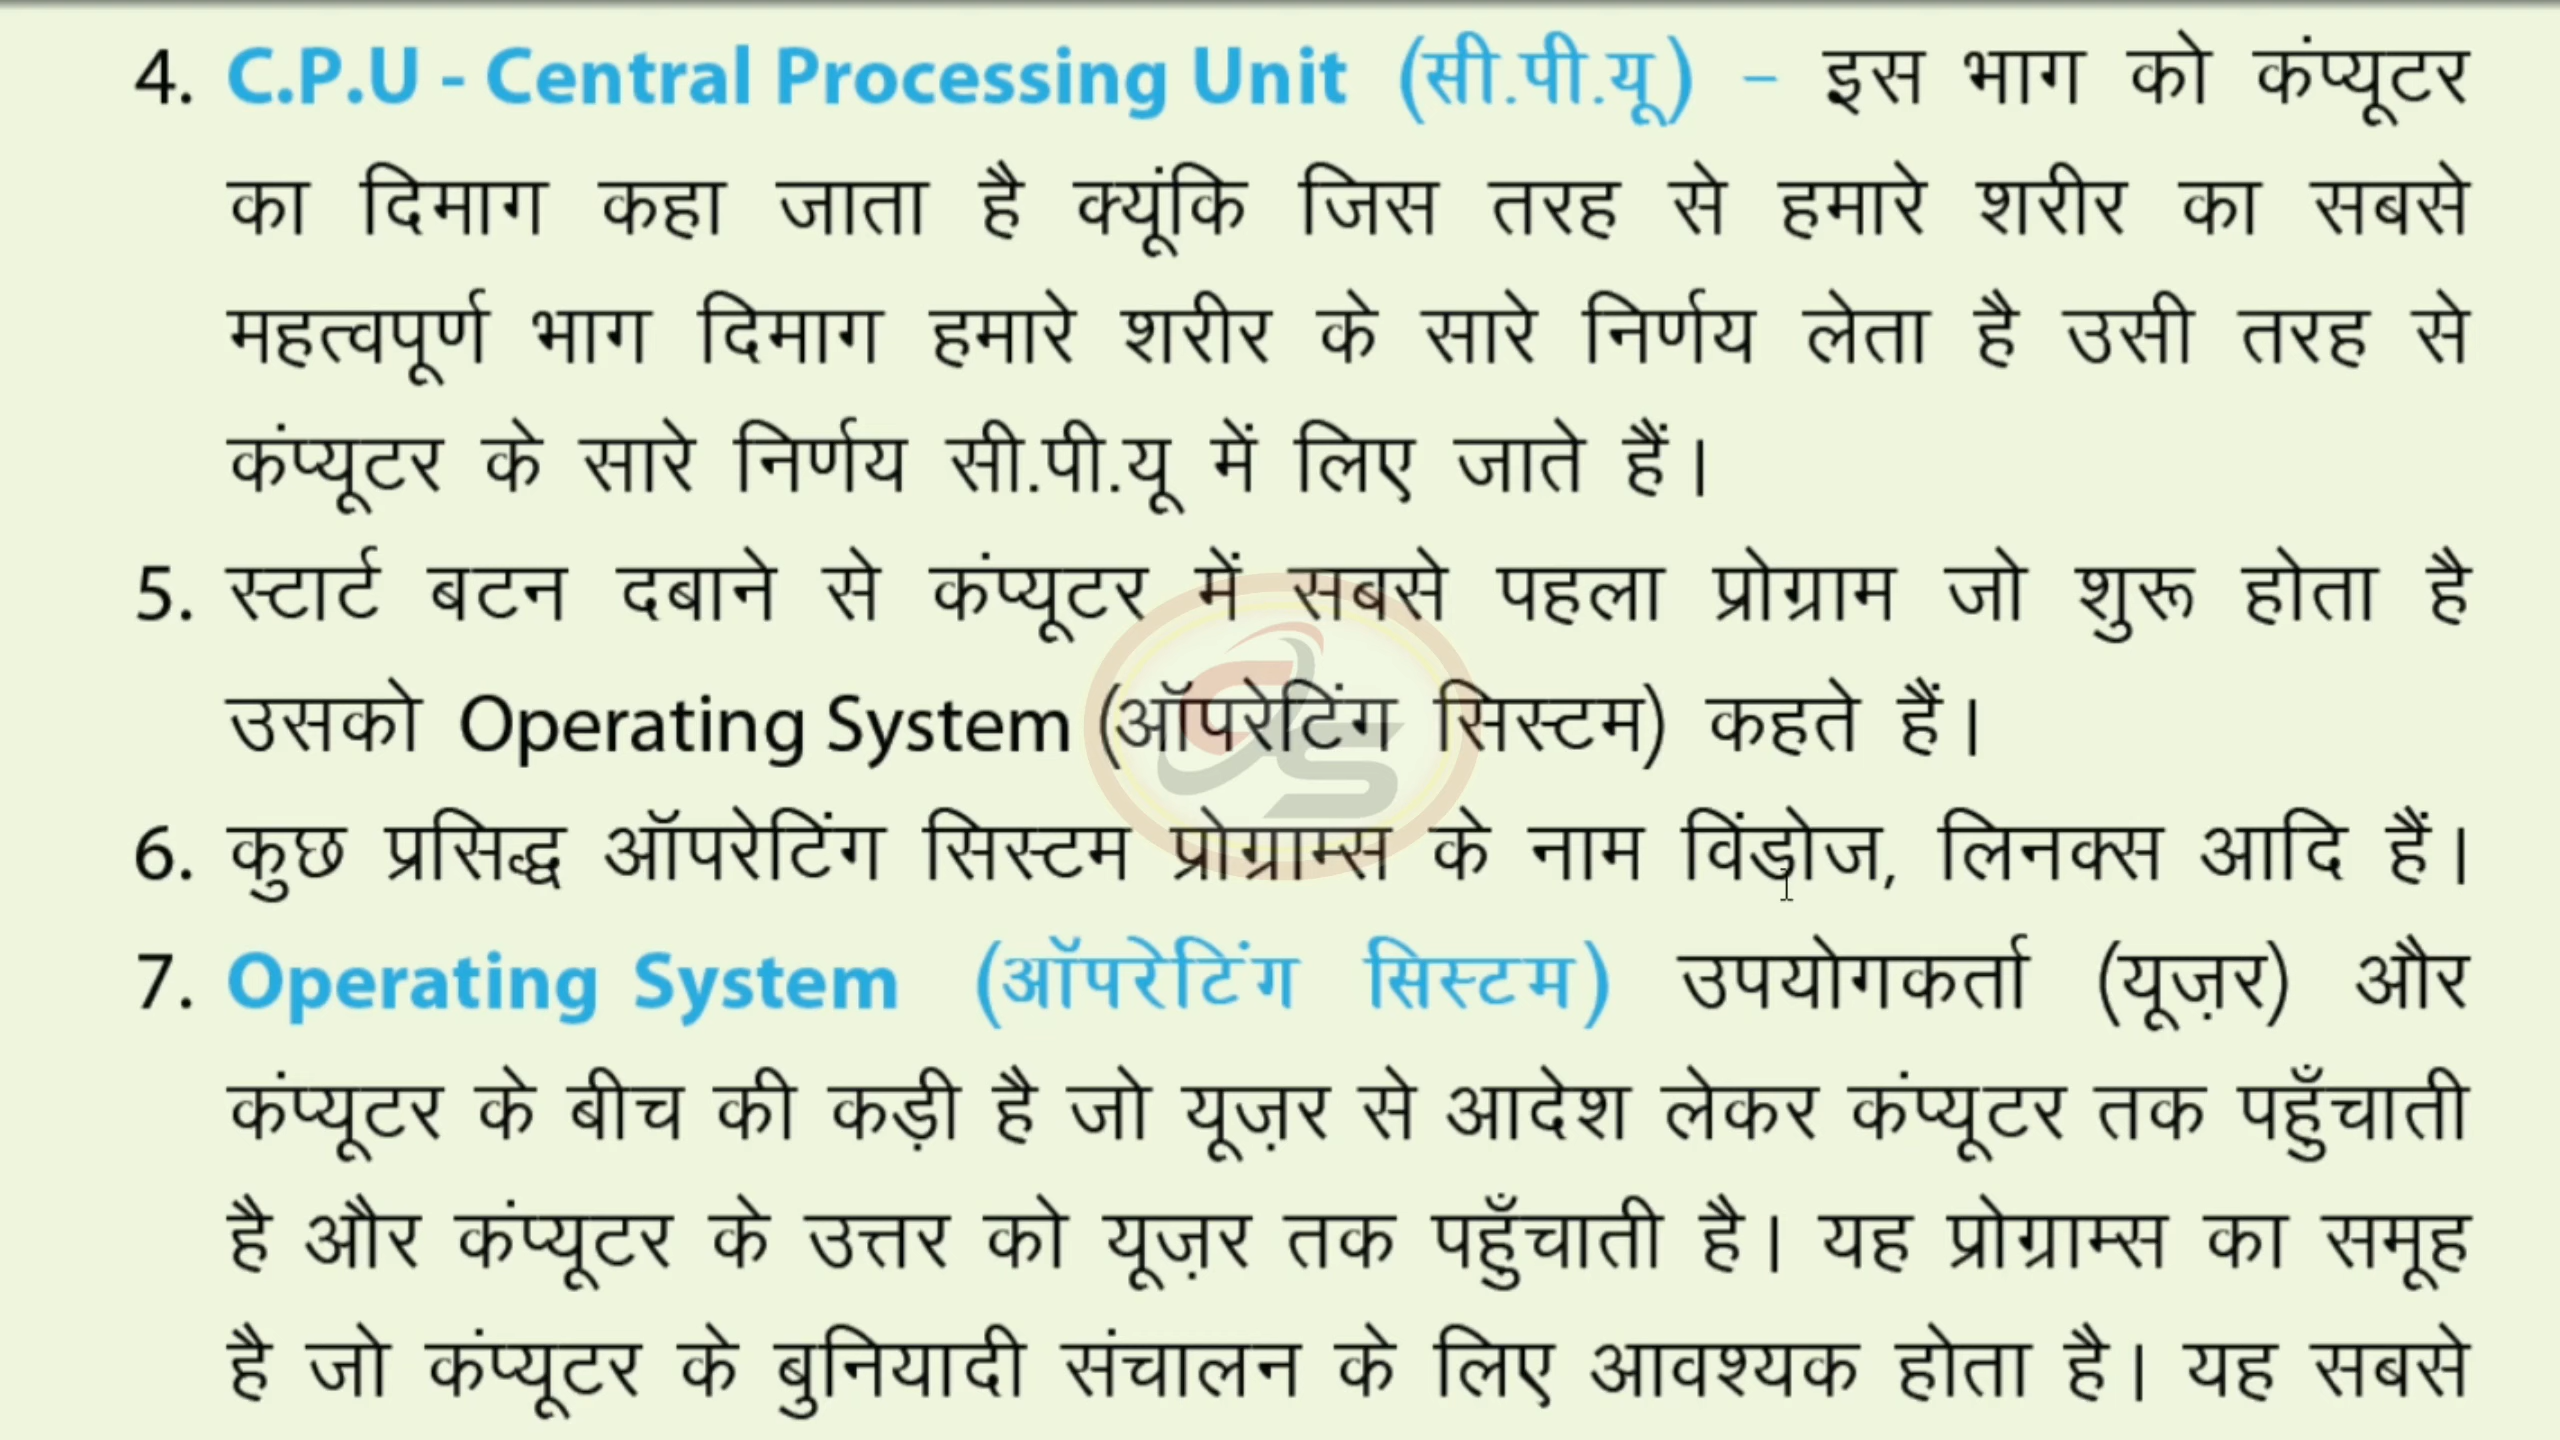 4. C.P.U - Central Processing Unit (सी.पी.यू) - इस भाग को कंप्यूटर
का दिमाग कहा जाता है क्यूंकि जिस तरह से हमारे शरीर का सबसे
महत्वपूर्ण भाग दिमाग हमारे शरीर के सारे निर्णय लेता है उसी तरह से
कंप्यूटर के सारे निर्णय सी.पी.यू में लिए जाते हैं।
5. स्टार्ट बटन दबाने से कंप्यूटर में सबसे पहला प्रोग्राम जो शुरू होता है
उसको Operating System (ऑपरेटिंग सिस्टम) कहते हैं।
6. कुछ प्रसिद्ध ऑपरेटिंग सिस्टम प्रोग्राम्स के नाम विंडोज, लिनक्स आदि हैं।
7. Operating System (ऑपरेटिंग सिस्टम) उपयोगकर्ता (यूज़र) और
कंप्यूटर के बीच की कड़ी है जो यूज़र से आदेश लेकर कंप्यूटर तक पहुँचाती
है और कंप्यूटर के उत्तर को यूज़र तक पहुँचाती है। यह प्रोग्राम्स का समूह
है जो कंप्यूटर के बुनियादी संचालन के लिए आवश्यक होता है। यह सबसे